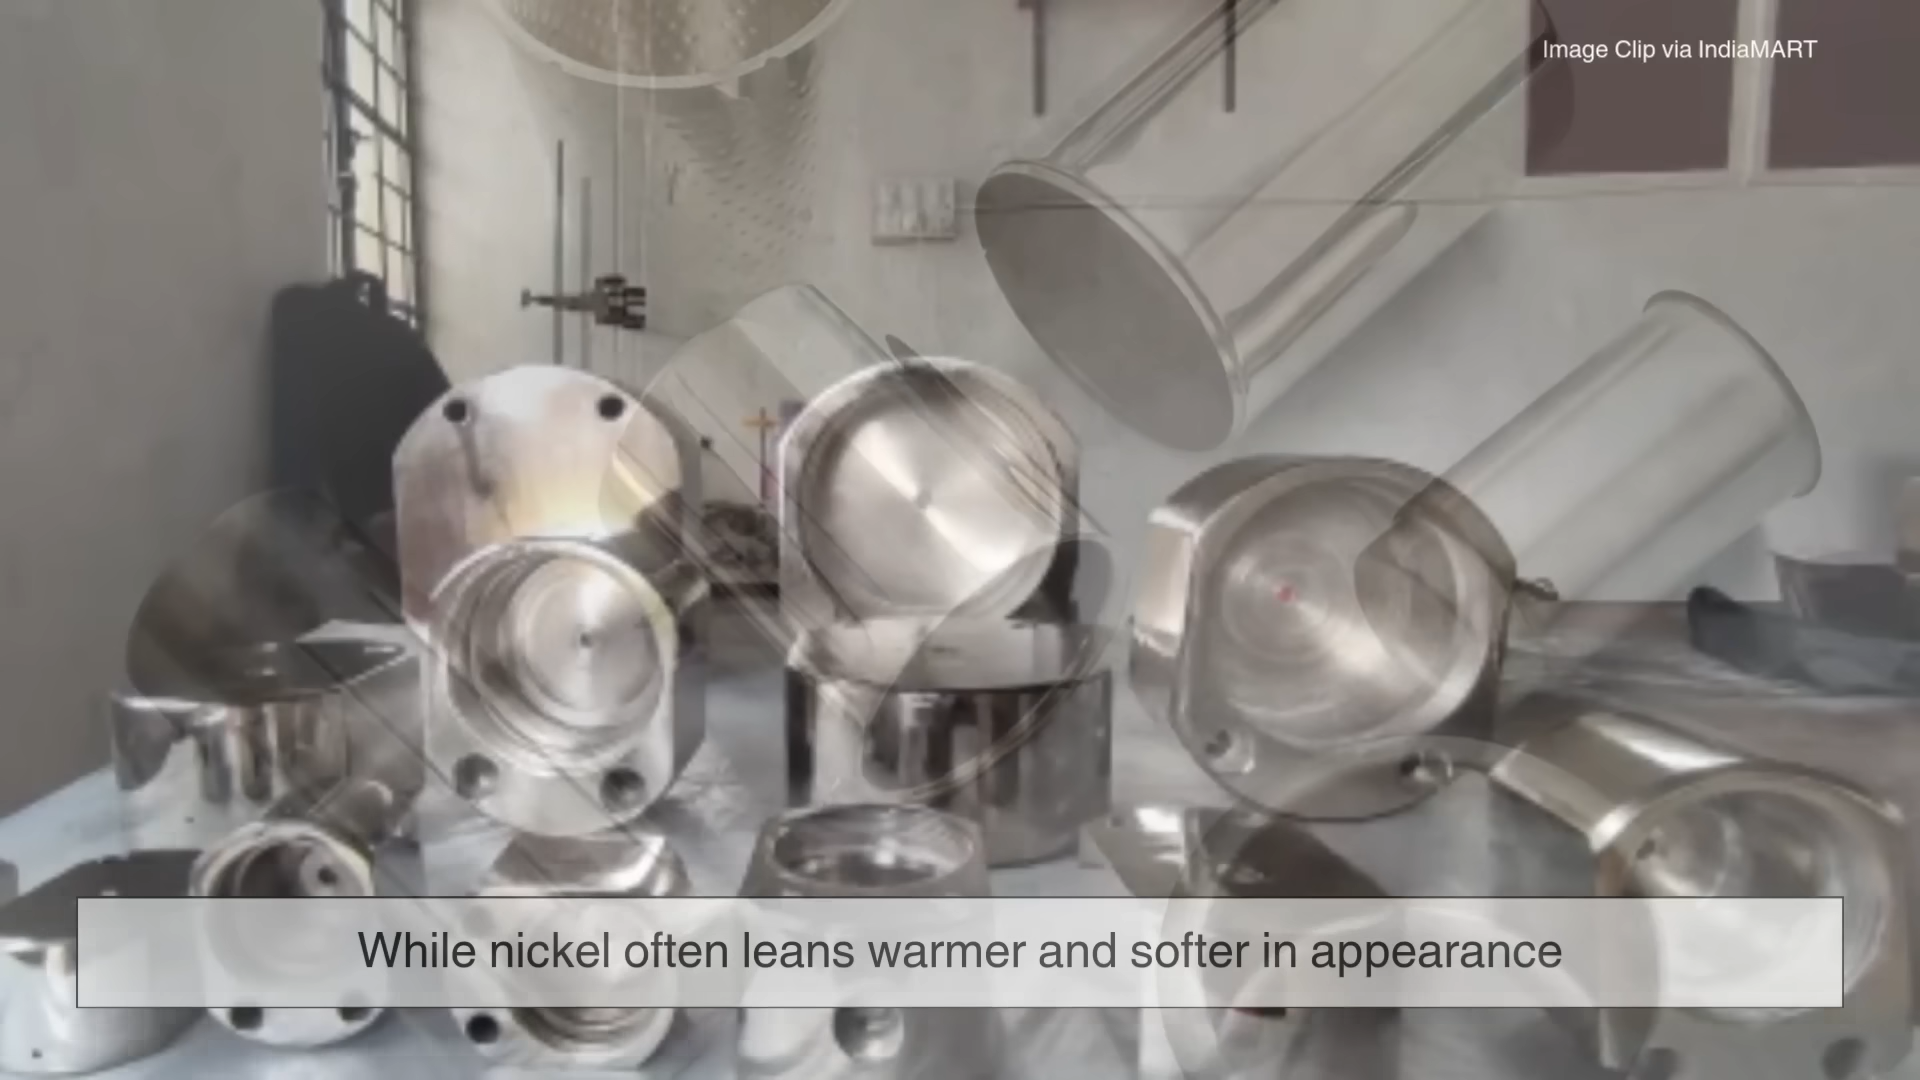 Image Clip via IndiaMART
While nickel often leans warmer and softer in appearance